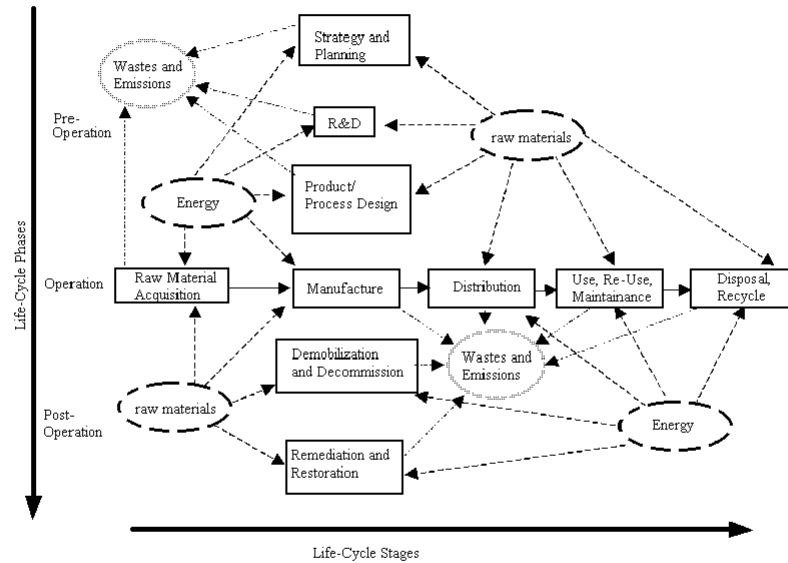 Strategy and
Planning
Wastes and
Emissions
Pre-
Operation
R&D
raw materials
Product/
Process Design
Energy
Life-Cycle Phases
Operation
Raw Material
Acquisition
Manufacture
Distribution
Use, Re-Use,
Maintainance
Disposal,
Recycle
Demobilization
and Decommission
Wastes and
Emissions
raw materials
Post-
Operation
Energy
Remediation and
Restoration
Life-Cycle Stages